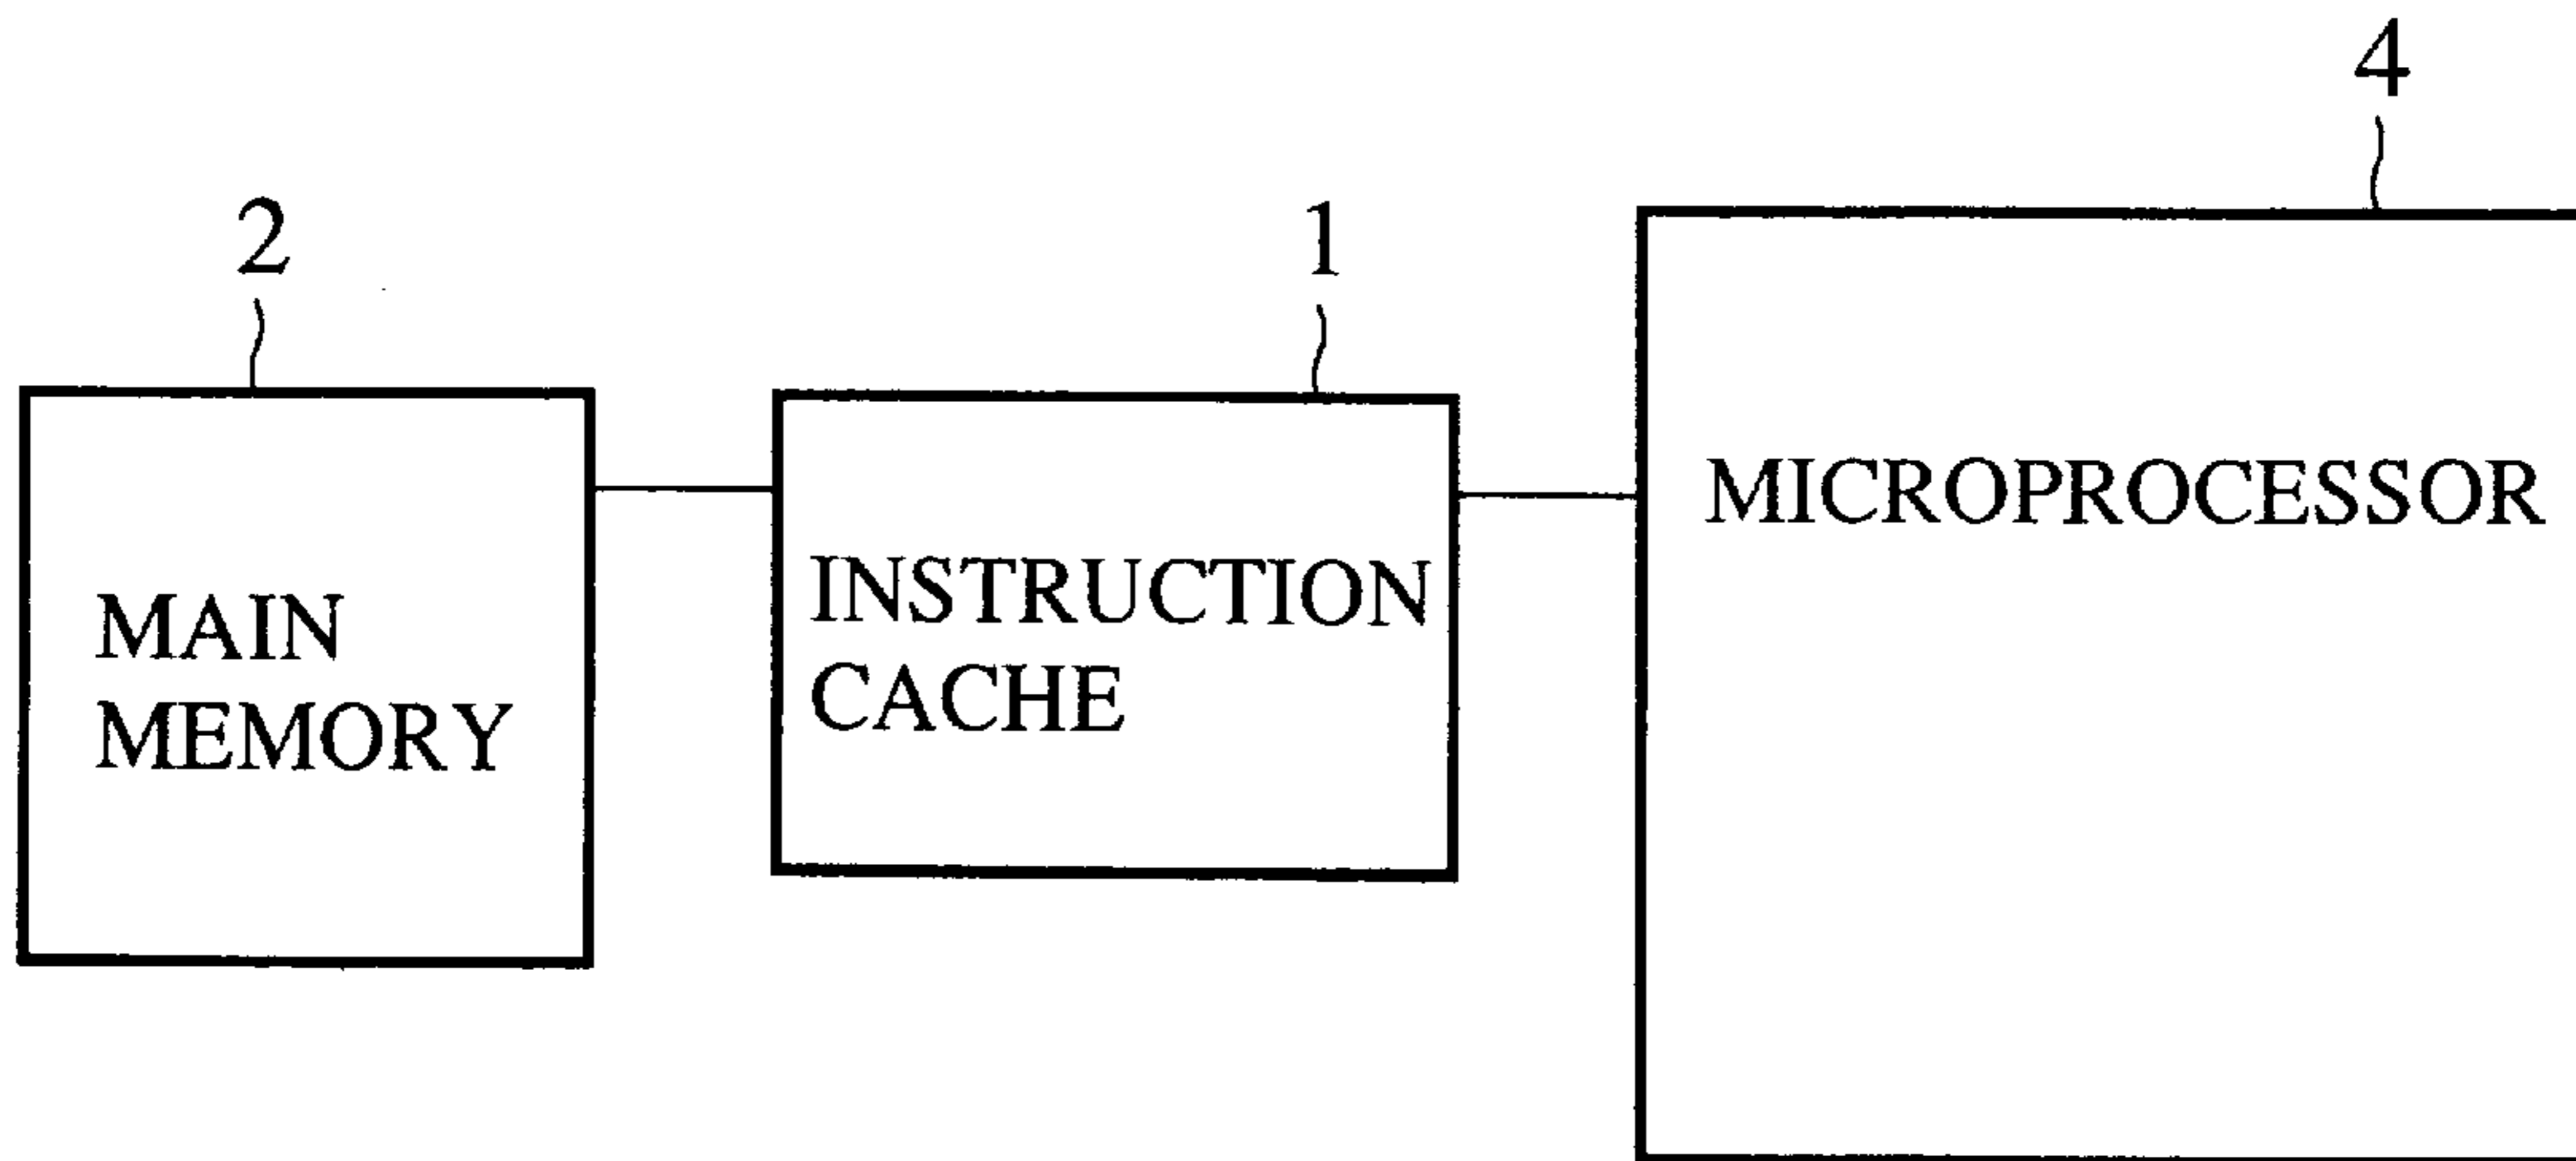 4
2
1
MICROPROCESSOR
INSTRUCTION
CACHE
MAIN
MEMORY